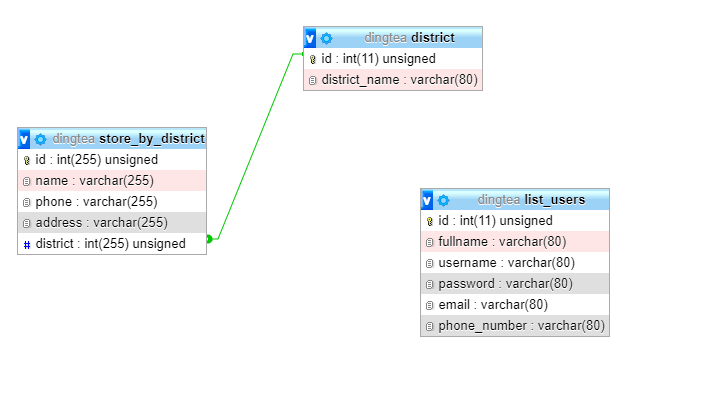 dingtea district
id : int(11) unsigned
district_name : varchar(80)
v dingtea store_by_district
id : int(255) unsigned
name : varchar(255)
phone : varchar(255)
address : varchar(255)
# district : int(255) unsigned
v dingtea list_users
id : int(11) unsigned
fullname : varchar(80)
username : varchar(80)
password : varchar(80)
email : varchar(80)
phone_number : varchar(80)